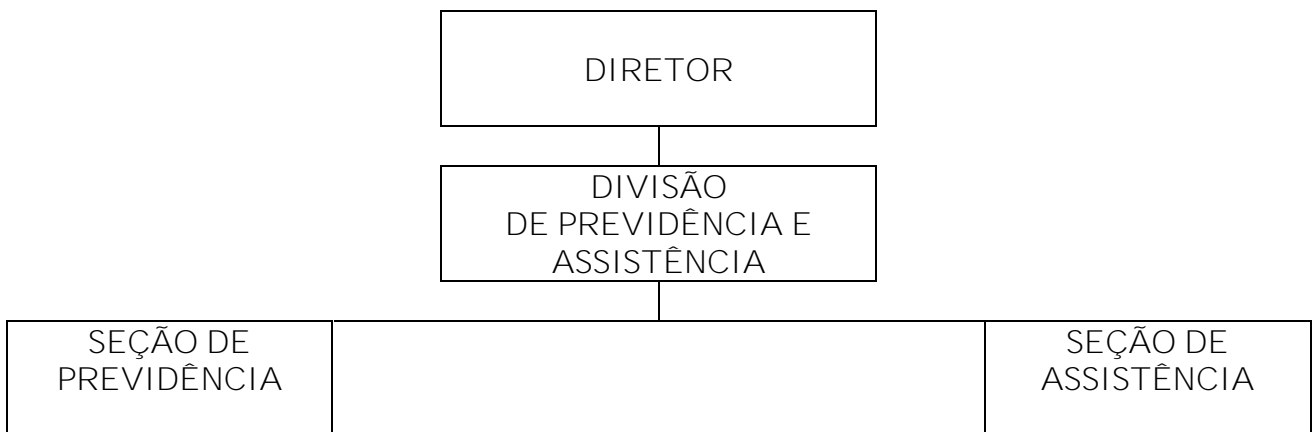 DIRETOR
DIVISÃO
DE PREVIDÊNCIA E
ASSISTÊNCIA
SEÇÃO DE
PREVIDÊNCIA
SEÇÃO DE
ASSISTÊNCIA